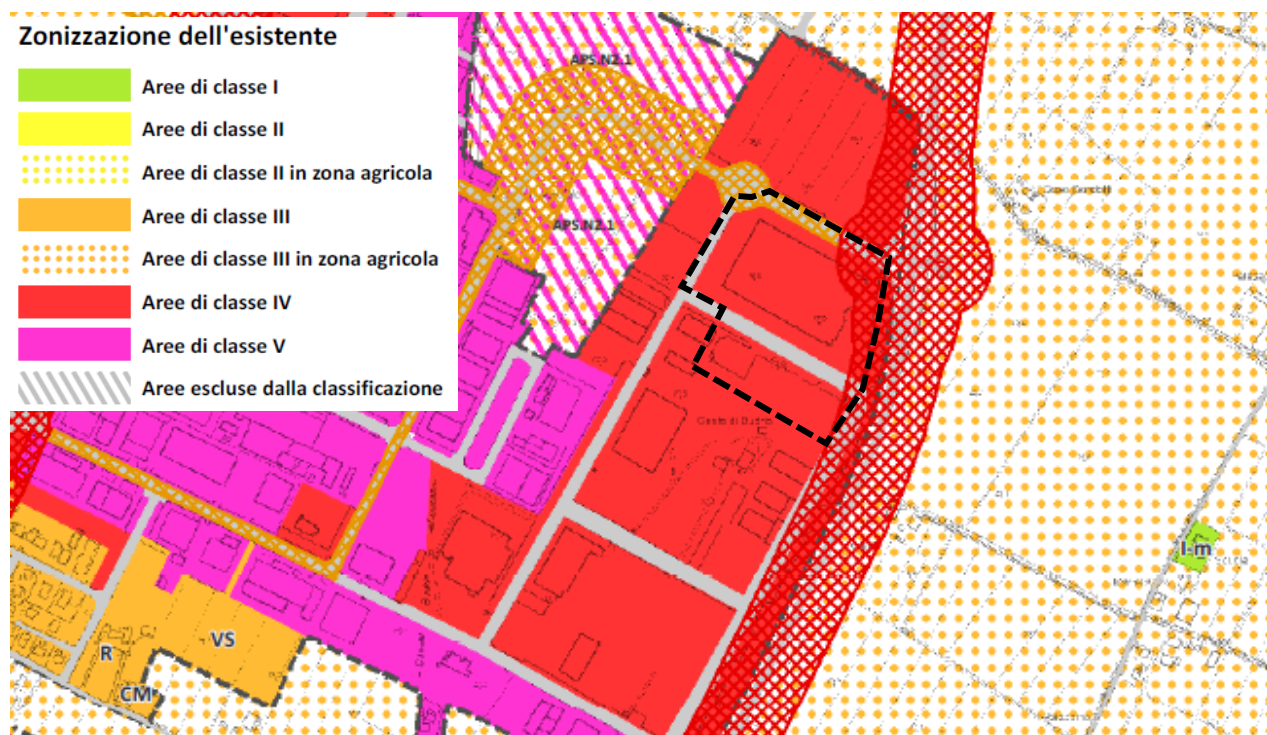 Zonizzazione dell'esistente
Aree di classe I
Aree di classe II
Aree di classe II in zona agricola
Aree di classe III
Aree di classe III in zona agricola
Aree di classe IV
Aree di classe V
Aree escluse dalla classificazione
APS.N2.1
APS.N2.1
I-m
VS
R
CM